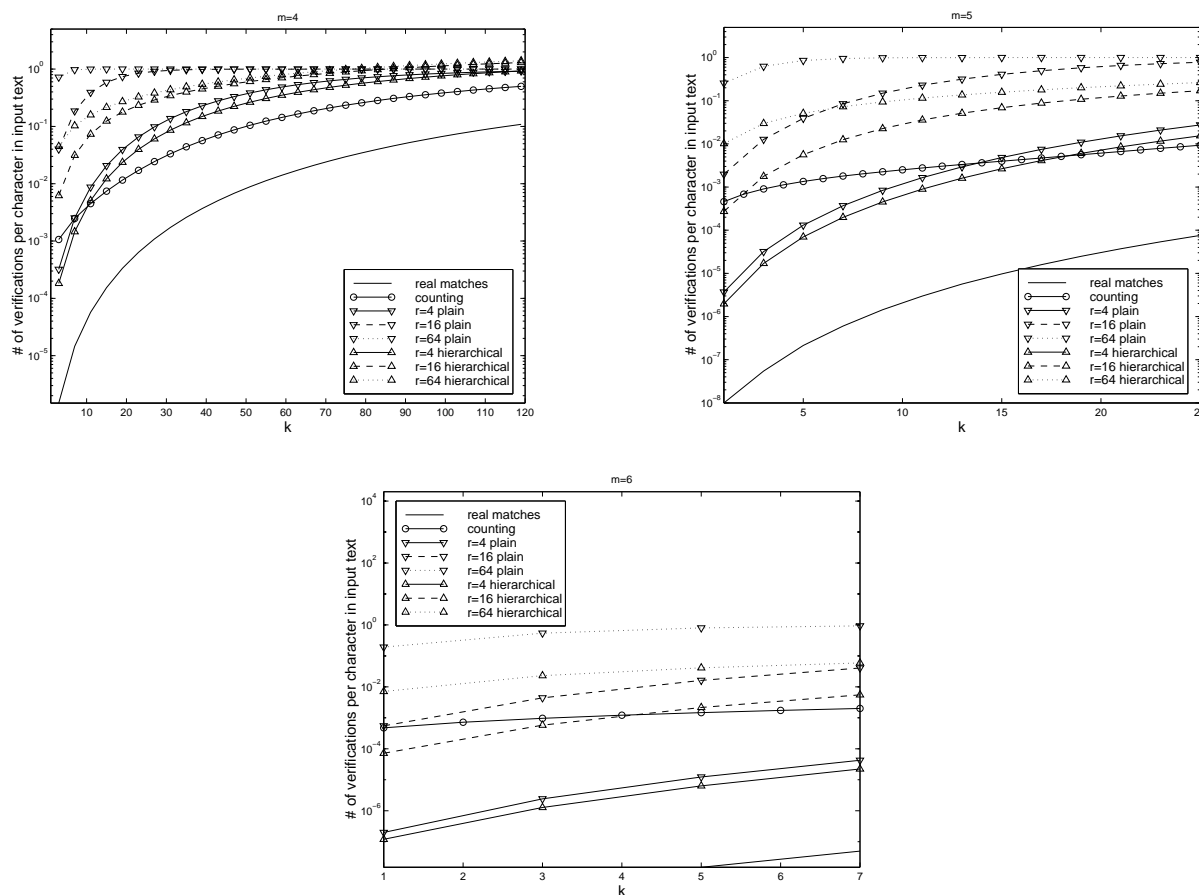 m=4
# of verifications per character in input text
10^0
10^−1
10^−2
10^−3
10^−4
10^−5
real matches
counting
r=4 plain
r=16 plain
r=64 plain
r=4 hierarchical
r=16 hierarchical
r=64 hierarchical
10 20 30 40 50 60 70 80 90 100 110 120
k
m=5
# of verifications per character in input text
10^0
10^−1
10^−2
10^−3
10^−4
10^−5
10^−6
10^−7
10^−8
real matches
counting
r=4 plain
r=16 plain
r=64 plain
r=4 hierarchical
r=16 hierarchical
r=64 hierarchical
5 10 15 20
k
m=6
# of verifications per character in input text
10^4
10^2
10^0
10^−2
10^−4
10^−6
real matches
counting
r=4 plain
r=16 plain
r=64 plain
r=4 hierarchical
r=16 hierarchical
r=64 hierarchical
1 2 3 4 5 6 7
k